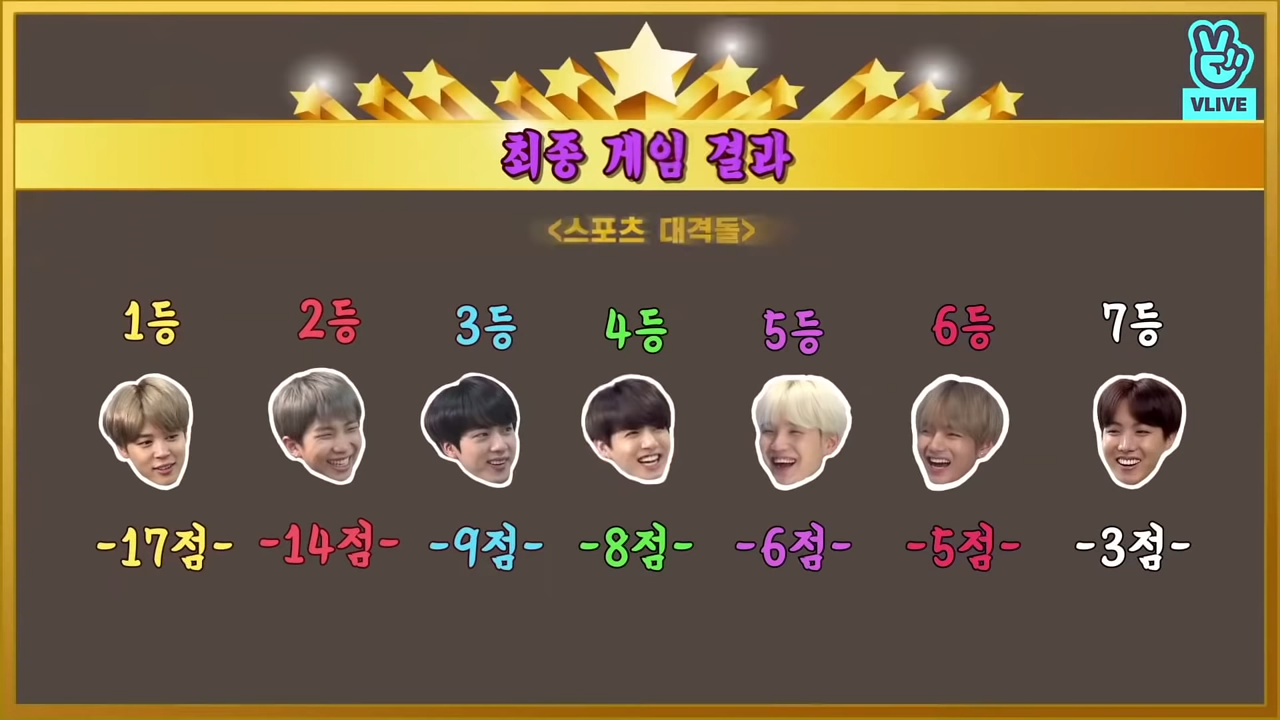 VLIVE
최종 게임 결과
<스포츠 대격돌>
1등 2등 3등 4등 5등 6등 7등
-17점- -14점- -9점- -8점- -6점- -5점- -3점-